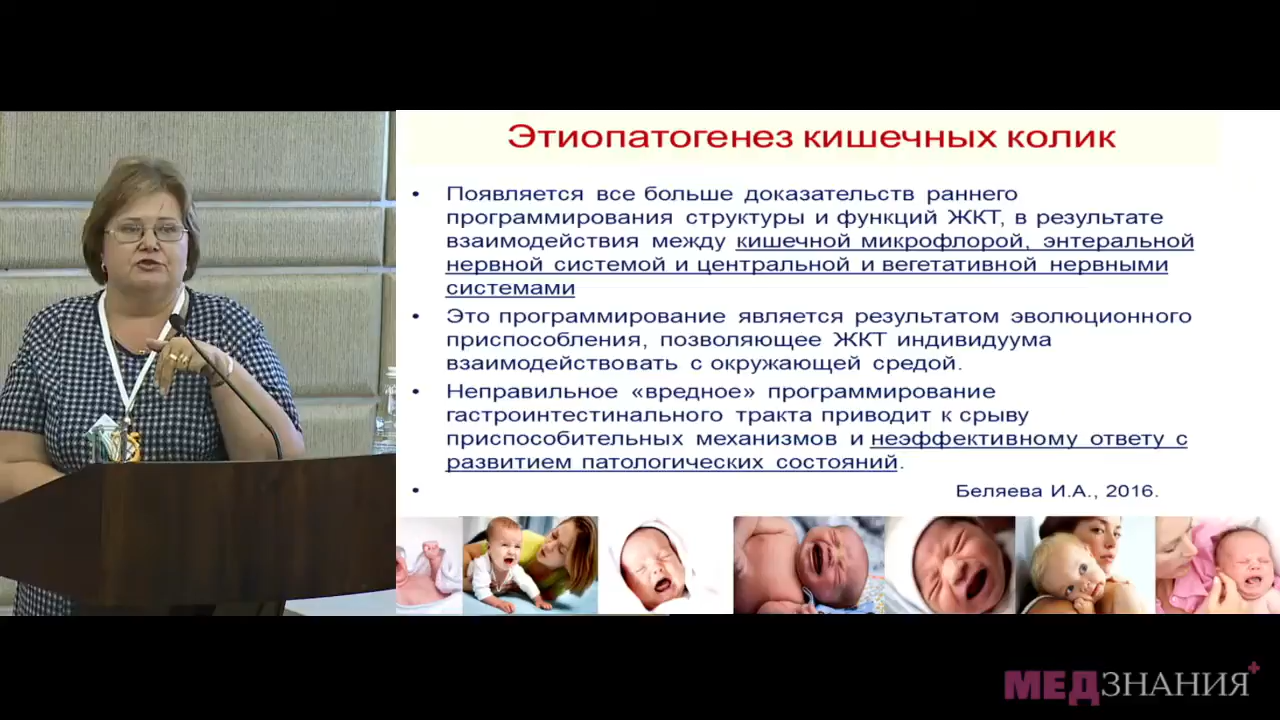 Этиопатогенез кишечных колик
• Появляется все больше доказательств раннего
программирования структуры и функций ЖКТ, в результате
взаимодействия между кишечной микрофлорой, энтеральной
нервной системой и центральной и вегетативной нервными
системами
• Это программирование является результатом эволюционного
приспособления, позволяющее ЖКТ индивидуума
взаимодействовать с окружающей средой.
• Неправильное «вредное» программирование
гастроинтестинального тракта приводит к срыву
приспособительных механизмов и неэффективному ответу с
развитием патологических состояний.
• Беляева И.А., 2016.
МЕДЗНАНИЯ+